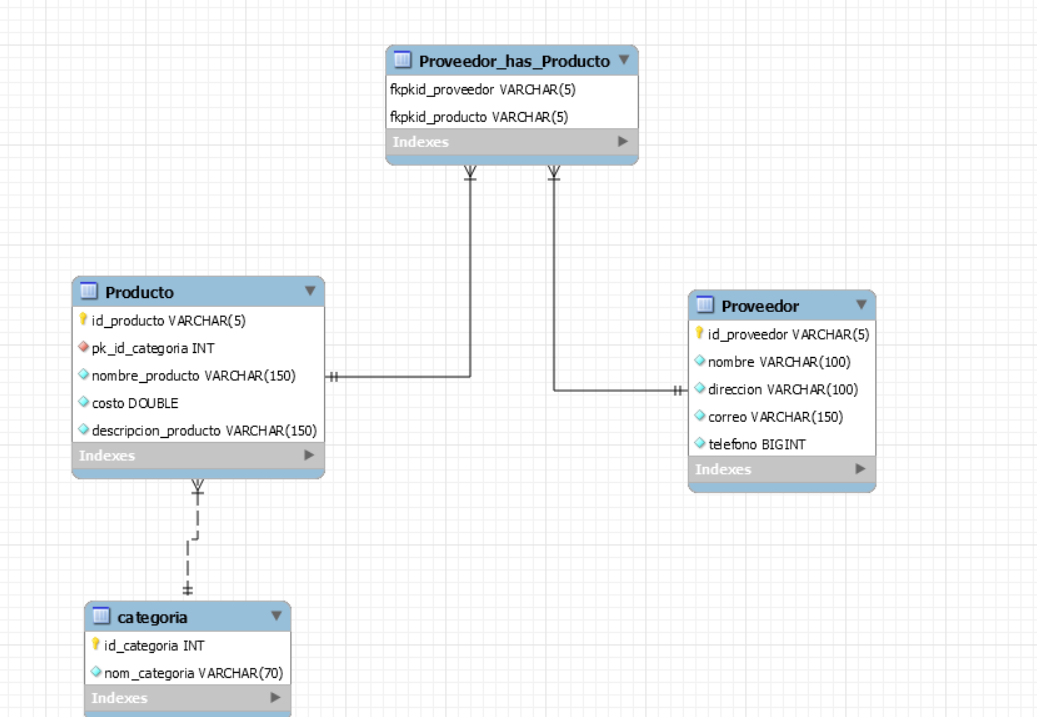 Proveedor_has_Producto
fkpkid_proveedor VARCHAR(5)
fkpkid_producto VARCHAR(5)
Indexes
Producto
id_producto VARCHAR(5)
pk_id_categoria INT
nombre_producto VARCHAR(150)
costo DOUBLE
descripcion_producto VARCHAR(150)
Indexes
Proveedor
id_proveedor VARCHAR(5)
nombre VARCHAR(100)
direccion VARCHAR(100)
correo VARCHAR(150)
telefono BIGINT
Indexes
categoria
id_categoria INT
nom_categoria VARCHAR(70)
Indexes